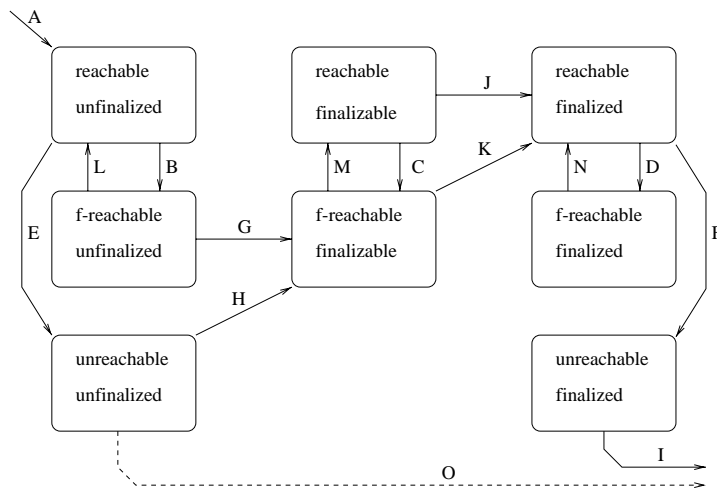 A
reachable
unfinalized
reachable
finalizable
J
reachable
finalized
L
B
M
C
K
N
D
E
f-reachable
unfinalized
G
f-reachable
finalizable
f-reachable
finalized
F
H
unreachable
unfinalized
unreachable
finalized
I
O